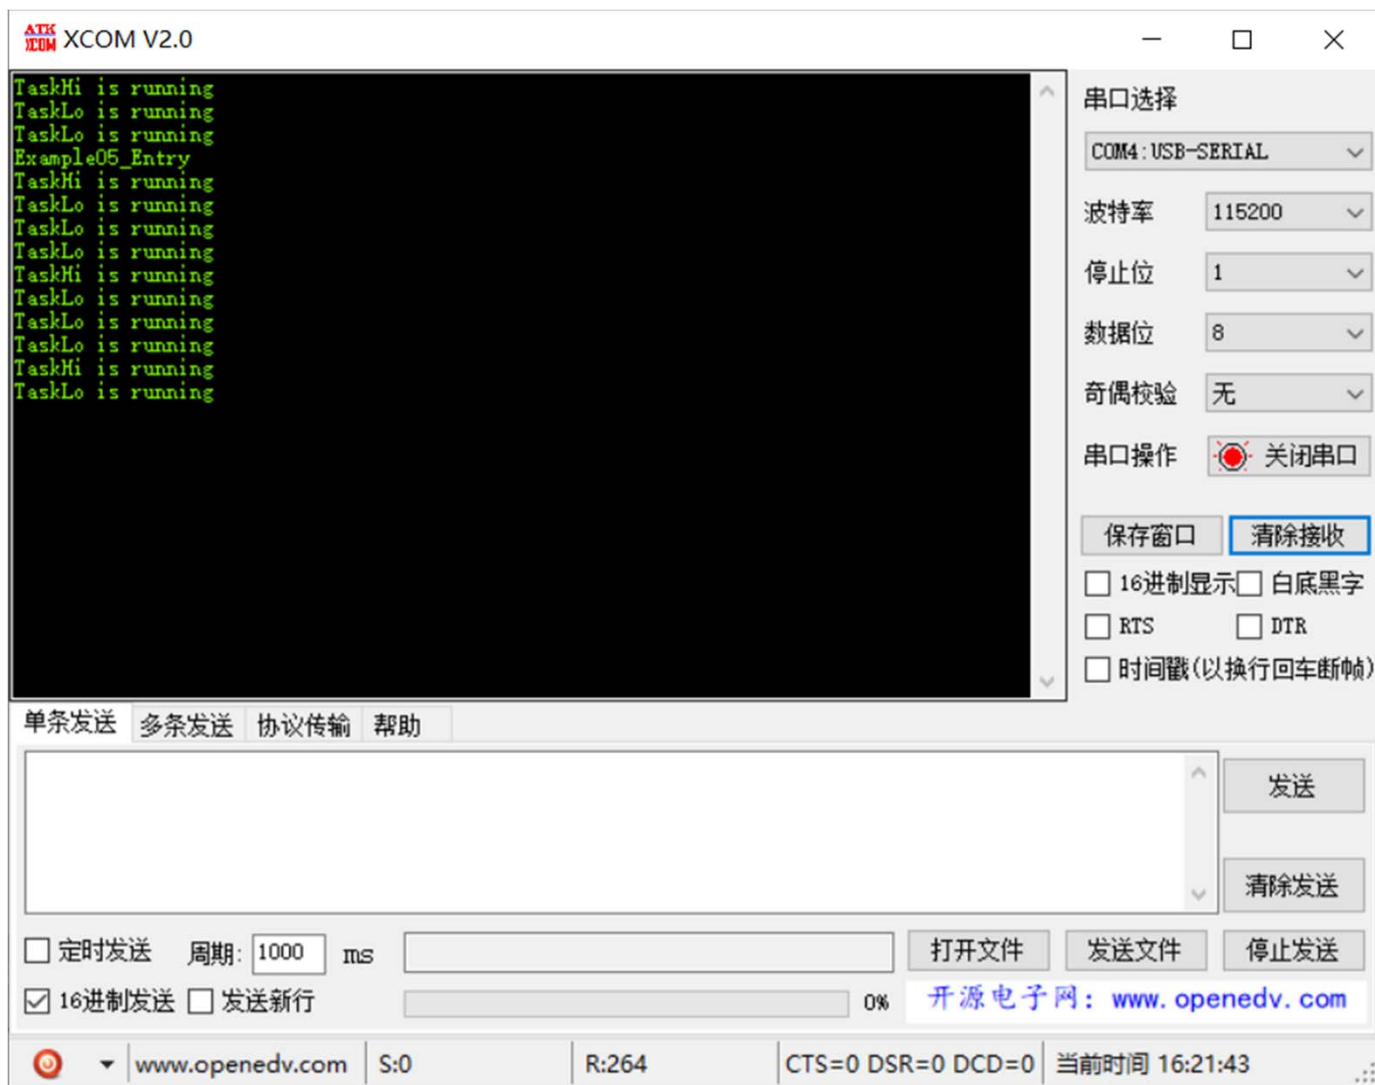 ATK XCOM XCOM V2.0
TaskHi is running
TaskLo is running
TaskLo is running
Example05_Entry
TaskHi is running
TaskLo is running
TaskLo is running
TaskLo is running
TaskHi is running
TaskLo is running
TaskLo is running
TaskLo is running
TaskHi is running
TaskLo is running
串口选择
COM4:USB-SERIAL
波特率 115200
停止位 1
数据位 8
奇偶校验 无
串口操作 关闭串口
保存窗口 清除接收
16进制显示 白底黑字
RTS DTR
时间戳(以换行回车断帧)
单条发送 多条发送 协议传输 帮助
发送
清除发送
定时发送 周期: 1000 ms 打开文件 发送文件 停止发送
16进制发送 发送新行 0% 开源电子网：www.openedv.com
www.openedv.com S:0 R:264 CTS=0 DSR=0 DCD=0 当前时间 16:21:43